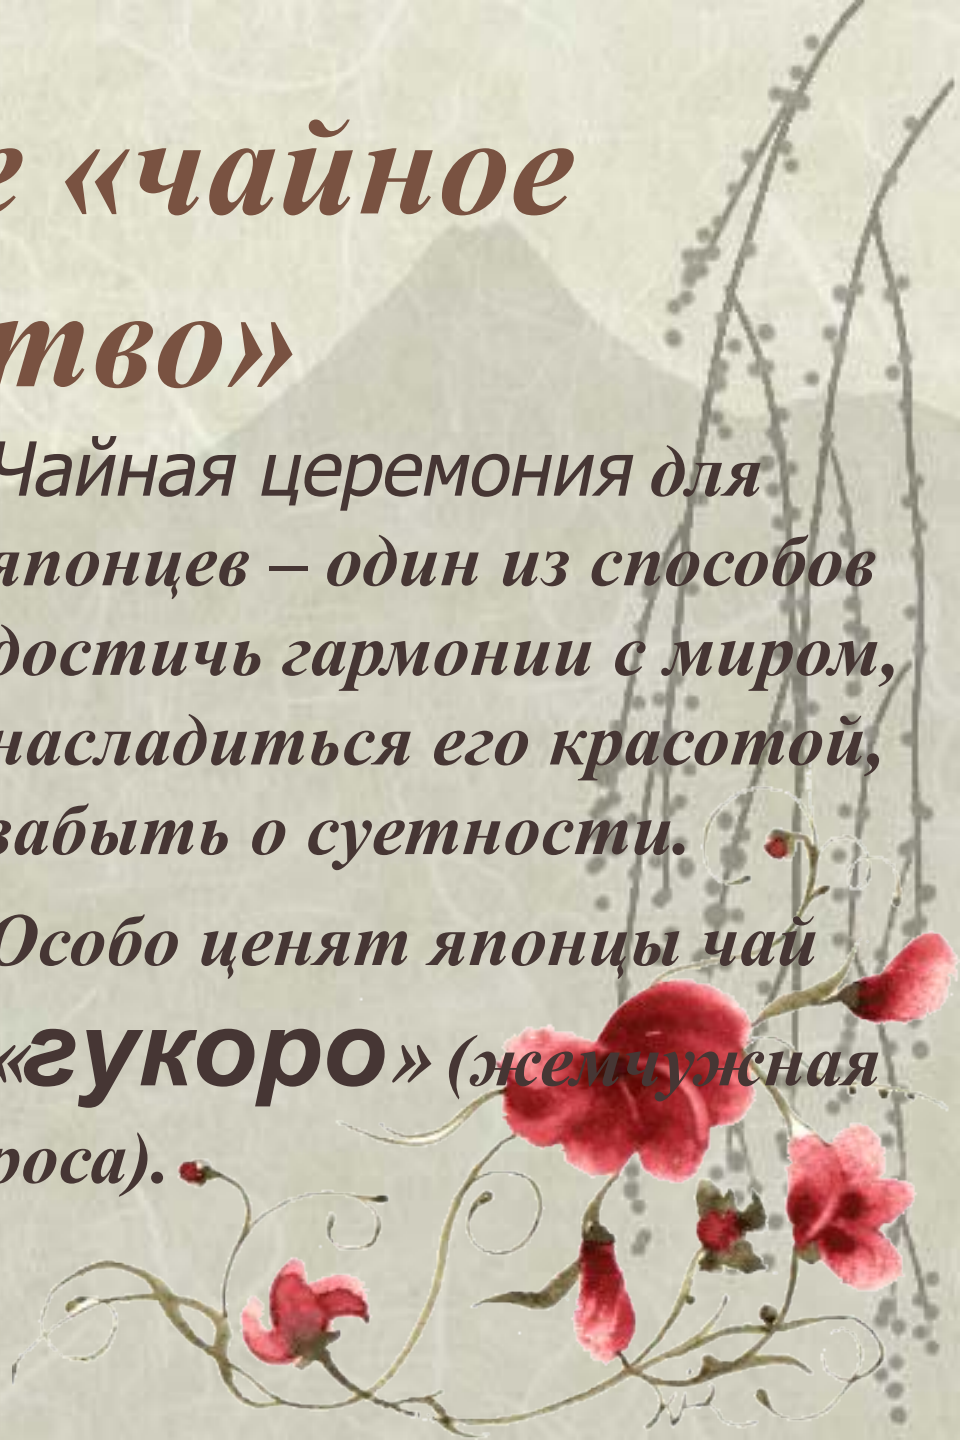 е «чайное
тво»
Чайная церемония для
японцев – один из способов
достичь гармонии с миром,
насладиться его красотой,
забыть о суетности.
Особо ценят японцы чай
«гукоро» (жемчужная
роса).